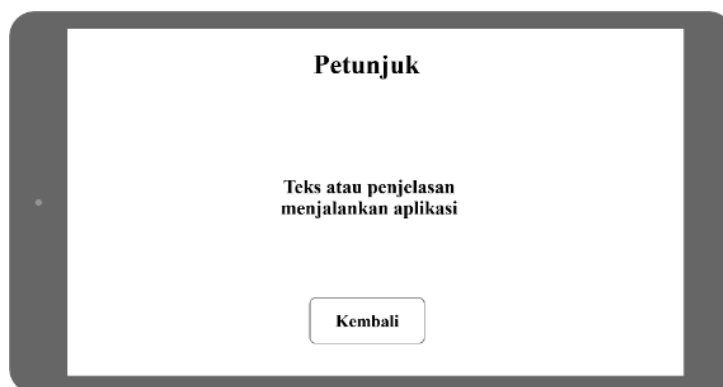 Petunjuk
Teks atau penjelasan
menjalankan aplikasi
Kembali